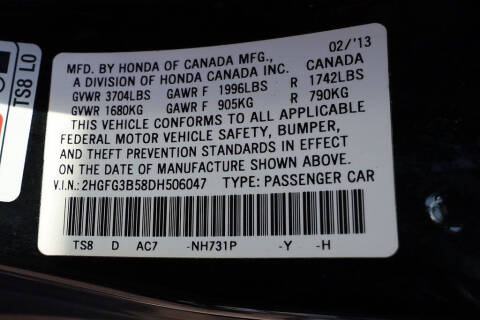 MFD. BY HONDA OF CANADA MFG., 02/'13
A DIVISION OF HONDA CANADA INC. CANADA
GVWR 3704LBS GAWR F 1996LBS R 1742LBS
GVWR 1680KG GAWR F 905KG R 790KG
THIS VEHICLE CONFORMS TO ALL APPLICABLE
FEDERAL MOTOR VEHICLE SAFETY, BUMPER,
AND THEFT PREVENTION STANDARDS IN EFFECT
ON THE DATE OF MANUFACTURE SHOWN ABOVE.
V.I.N.: 2HGFG3B58DH506047 TYPE: PASSENGER CAR
TS8 D AC7 -NH731P -Y -H
TS8 LO